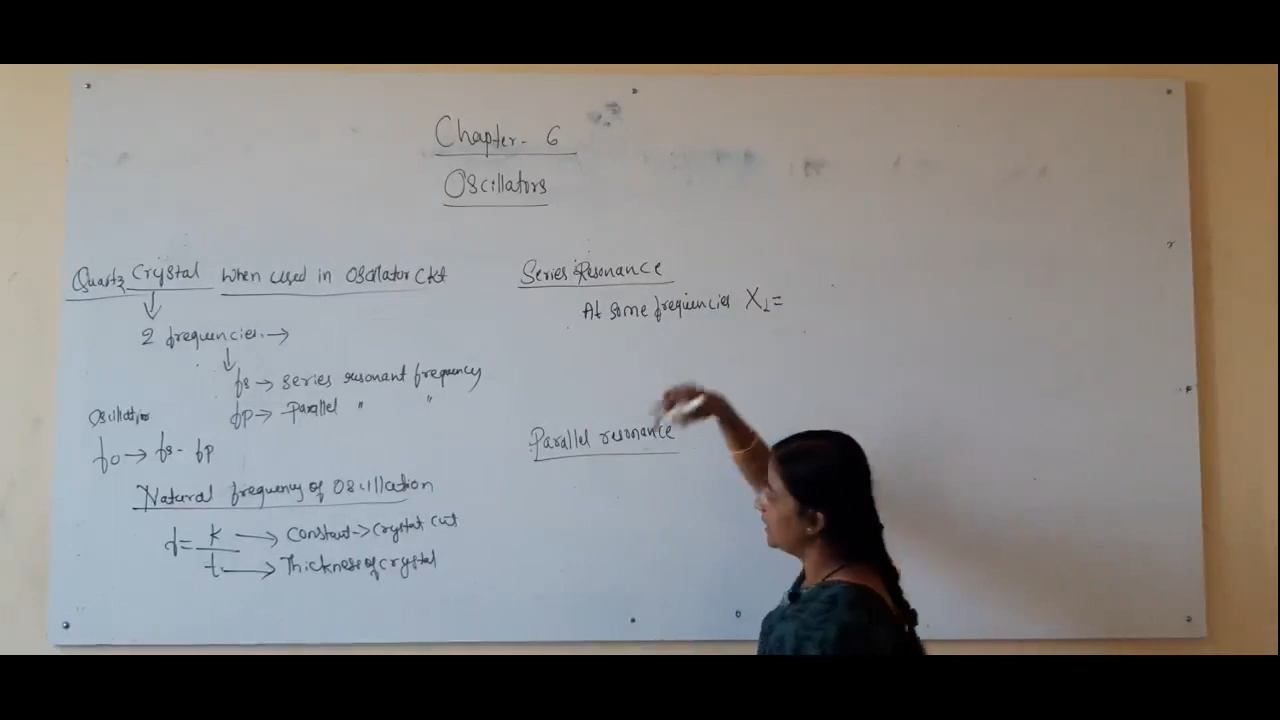 Chapter - 6
Oscillators
Quartz Crystal When used in Oscillator Ckt
2 frequencies →
fs → Series resonant frequency
fp → Parallel " "
fo → fs - fp
Natural frequency of Oscillation
f = K/t
K → Constant → Crystal cut
t → Thickness of crystal
Series Resonance
At some frequencies X_L =
Parallel resonance